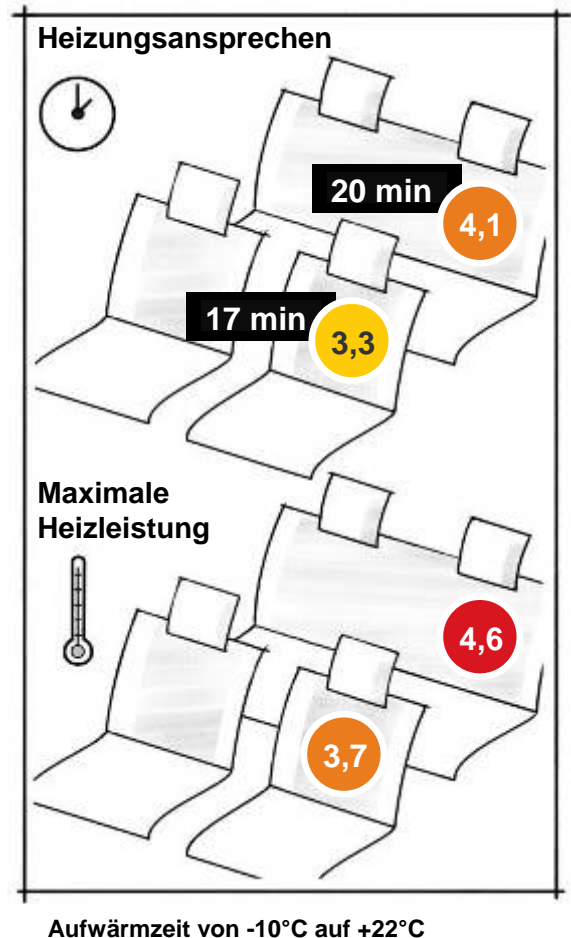 Heizungsansprechen
20 min
4,1
17 min
3,3
Maximale
Heizleistung
4,6
3,7
Aufwärmzeit von -10°C auf +22°C